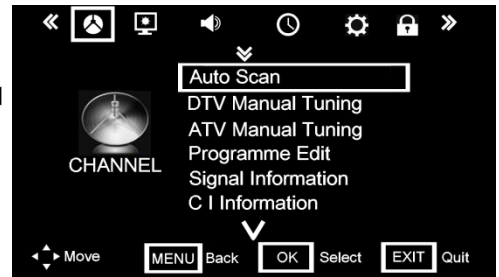 Auto Scan
DTV Manual Tuning
ATV Manual Tuning
Programme Edit
Signal Information
C I Information
CHANNEL
Move MENU Back OK Select EXIT Quit